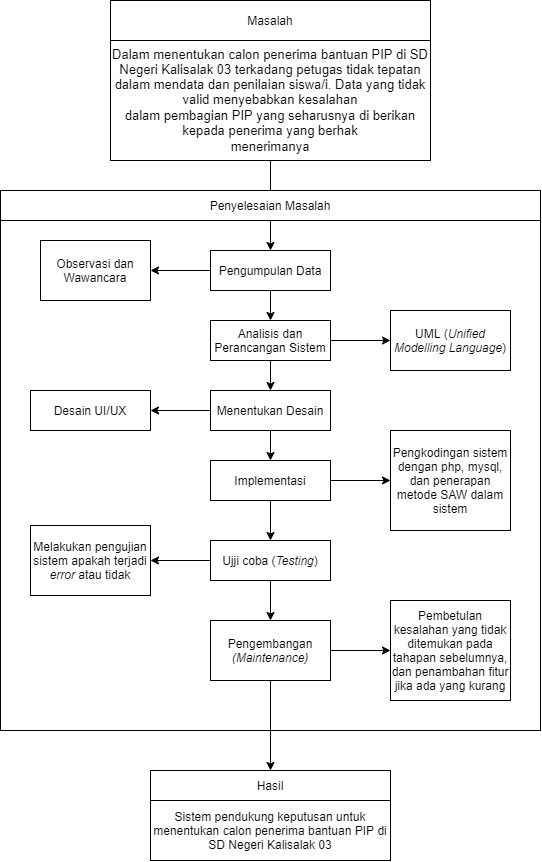 Masalah
Dalam menentukan calon penerima bantuan PIP di SD
Negeri Kalisalak 03 terkadang petugas tidak tepatan
dalam mendata dan penilaian siswa/i. Data yang tidak
valid menyebabkan kesalahan
dalam pembagian PIP yang seharusnya di berikan
kepada penerima yang berhak
menerimanya
Penyelesaian Masalah
Observasi dan
Wawancara
Pengumpulan Data
Analisis dan
Perancangan Sistem
UML (Unified
Modelling Language)
Desain UI/UX
Menentukan Desain
Implementasi
Pengkodingan sistem
dengan php, mysql,
dan penerapan
metode SAW dalam
sistem
Melakukan pengujian
sistem apakah terjadi
error atau tidak
Ujji coba (Testing)
Pengembangan
(Maintenance)
Pembetulan
kesalahan yang tidak
ditemukan pada
tahapan sebelumnya,
dan penambahan fitur
jika ada yang kurang
Hasil
Sistem pendukung keputusan untuk
menentukan calon penerima bantuan PIP di
SD Negeri Kalisalak 03